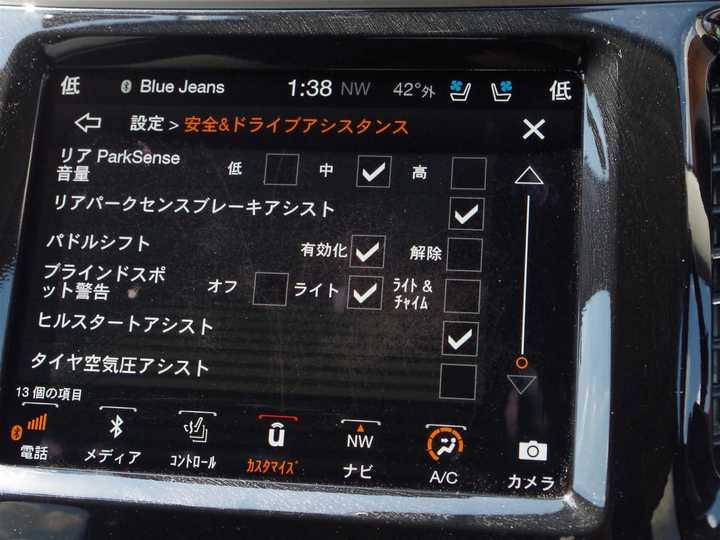 低 Blue Jeans 1:38 NW 42°外 低
設定 > 安全&ドライブアシスタンス
リア ParkSense
音量 低 中 高
リアパークセンスブレーキアシスト
パドルシフト 有効化 解除
ブラインドスポ
ット警告 オフ ライト ﾗｲﾄ &
ﾁｬｲﾑ
ヒルスタートアシスト
タイヤ空気圧アシスト
13 個の項目
電話 メディア ｺﾝﾄﾛｰﾙ ū ｶｽﾀﾏｲｽﾞ NW ナビ A/C カメラ